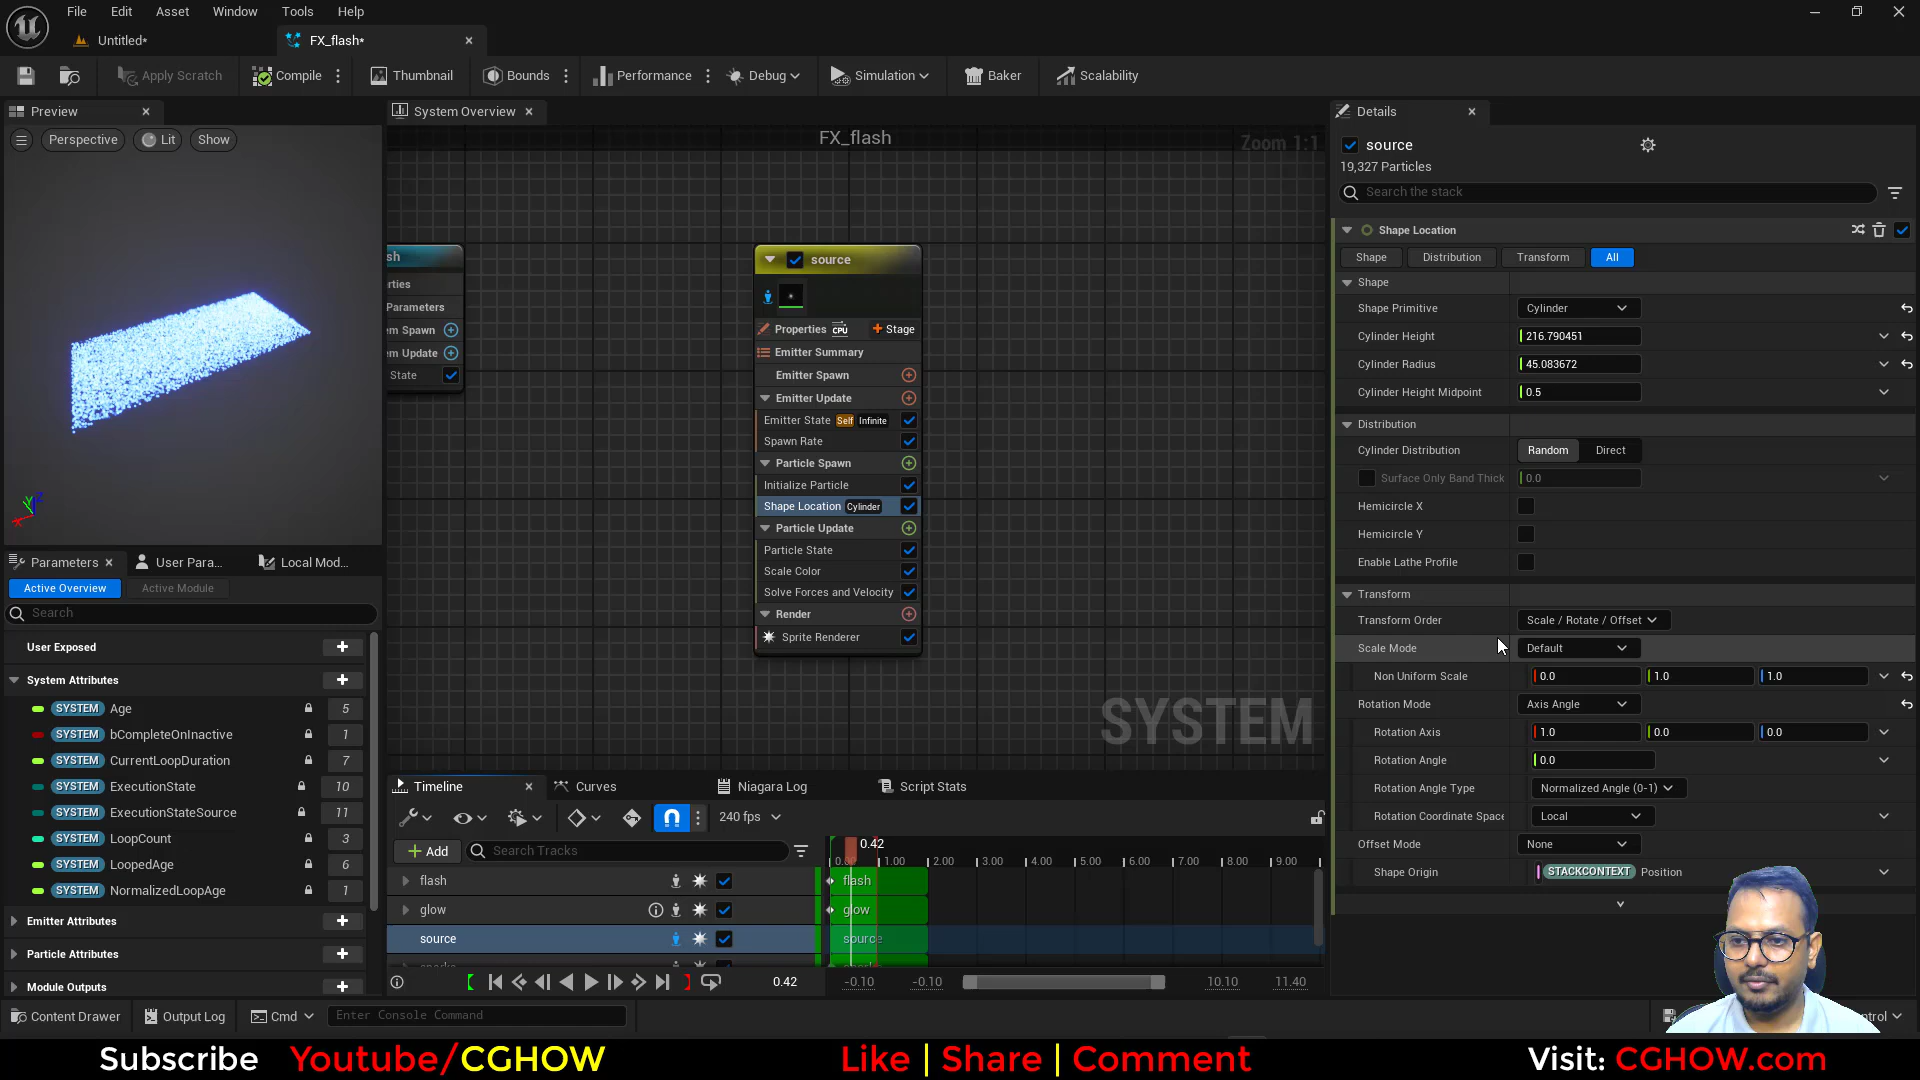 File Edit Asset Window Tools Help
Untitled*
FX_flash*
Apply Scratch
Compile
Thumbnail
Bounds
Performance
Debug
Simulation
Baker
Scalability
Preview
Perspective
Lit
Show
System Overview
FX_flash
Zoom 1:1
sh
rties
Parameters
em Spawn
em Update
State
source
Properties CPU
Stage
Emitter Summary
Emitter Spawn
Emitter Update
Emitter State Self Infinite
Spawn Rate
Particle Spawn
Initialize Particle
Shape Location Cylinder
Particle Update
Particle State
Scale Color
Solve Forces and Velocity
Render
Sprite Renderer
SYSTEM
Details
source
19,327 Particles
Search the stack
Shape Location
Shape Distribution Transform All
Shape
Shape Primitive Cylinder
Cylinder Height 216.790451
Cylinder Radius 45.083672
Cylinder Height Midpoint 0.5
Distribution
Cylinder Distribution Random Direct
Surface Only Band Thick 0.0
Hemicircle X
Hemicircle Y
Enable Lathe Profile
Transform
Transform Order Scale / Rotate / Offset
Scale Mode Default
Non Uniform Scale 0.0 1.0 1.0
Rotation Mode Axis Angle
Rotation Axis 1.0 0.0 0.0
Rotation Angle 0.0
Rotation Angle Type Normalized Angle (0-1)
Rotation Coordinate Space Local
Offset Mode None
Shape Origin STACKCONTEXT Position
Parameters
User Para...
Local Mod...
Active Overview
Active Module
Search
User Exposed
System Attributes
SYSTEM Age 5
SYSTEM bCompleteOnInactive 1
SYSTEM CurrentLoopDuration 7
SYSTEM ExecutionState 10
SYSTEM ExecutionStateSource 11
SYSTEM LoopCount 3
SYSTEM LoopedAge 6
SYSTEM NormalizedLoopAge 1
Emitter Attributes
Particle Attributes
Module Outputs
Timeline
Curves
Niagara Log
Script Stats
240 fps
Add
Search Tracks
0.42
0.00 1.00 2.00 3.00 4.00 5.00 6.00 7.00 8.00 9.00
flash flash
glow glow
source source
0.42
-0.10 -0.10 10.10 11.40
Content Drawer
Output Log
Cmd
Enter Console Command
Subscribe Youtube/CGHOW
Like | Share | Comment
Visit: CGHOW.com